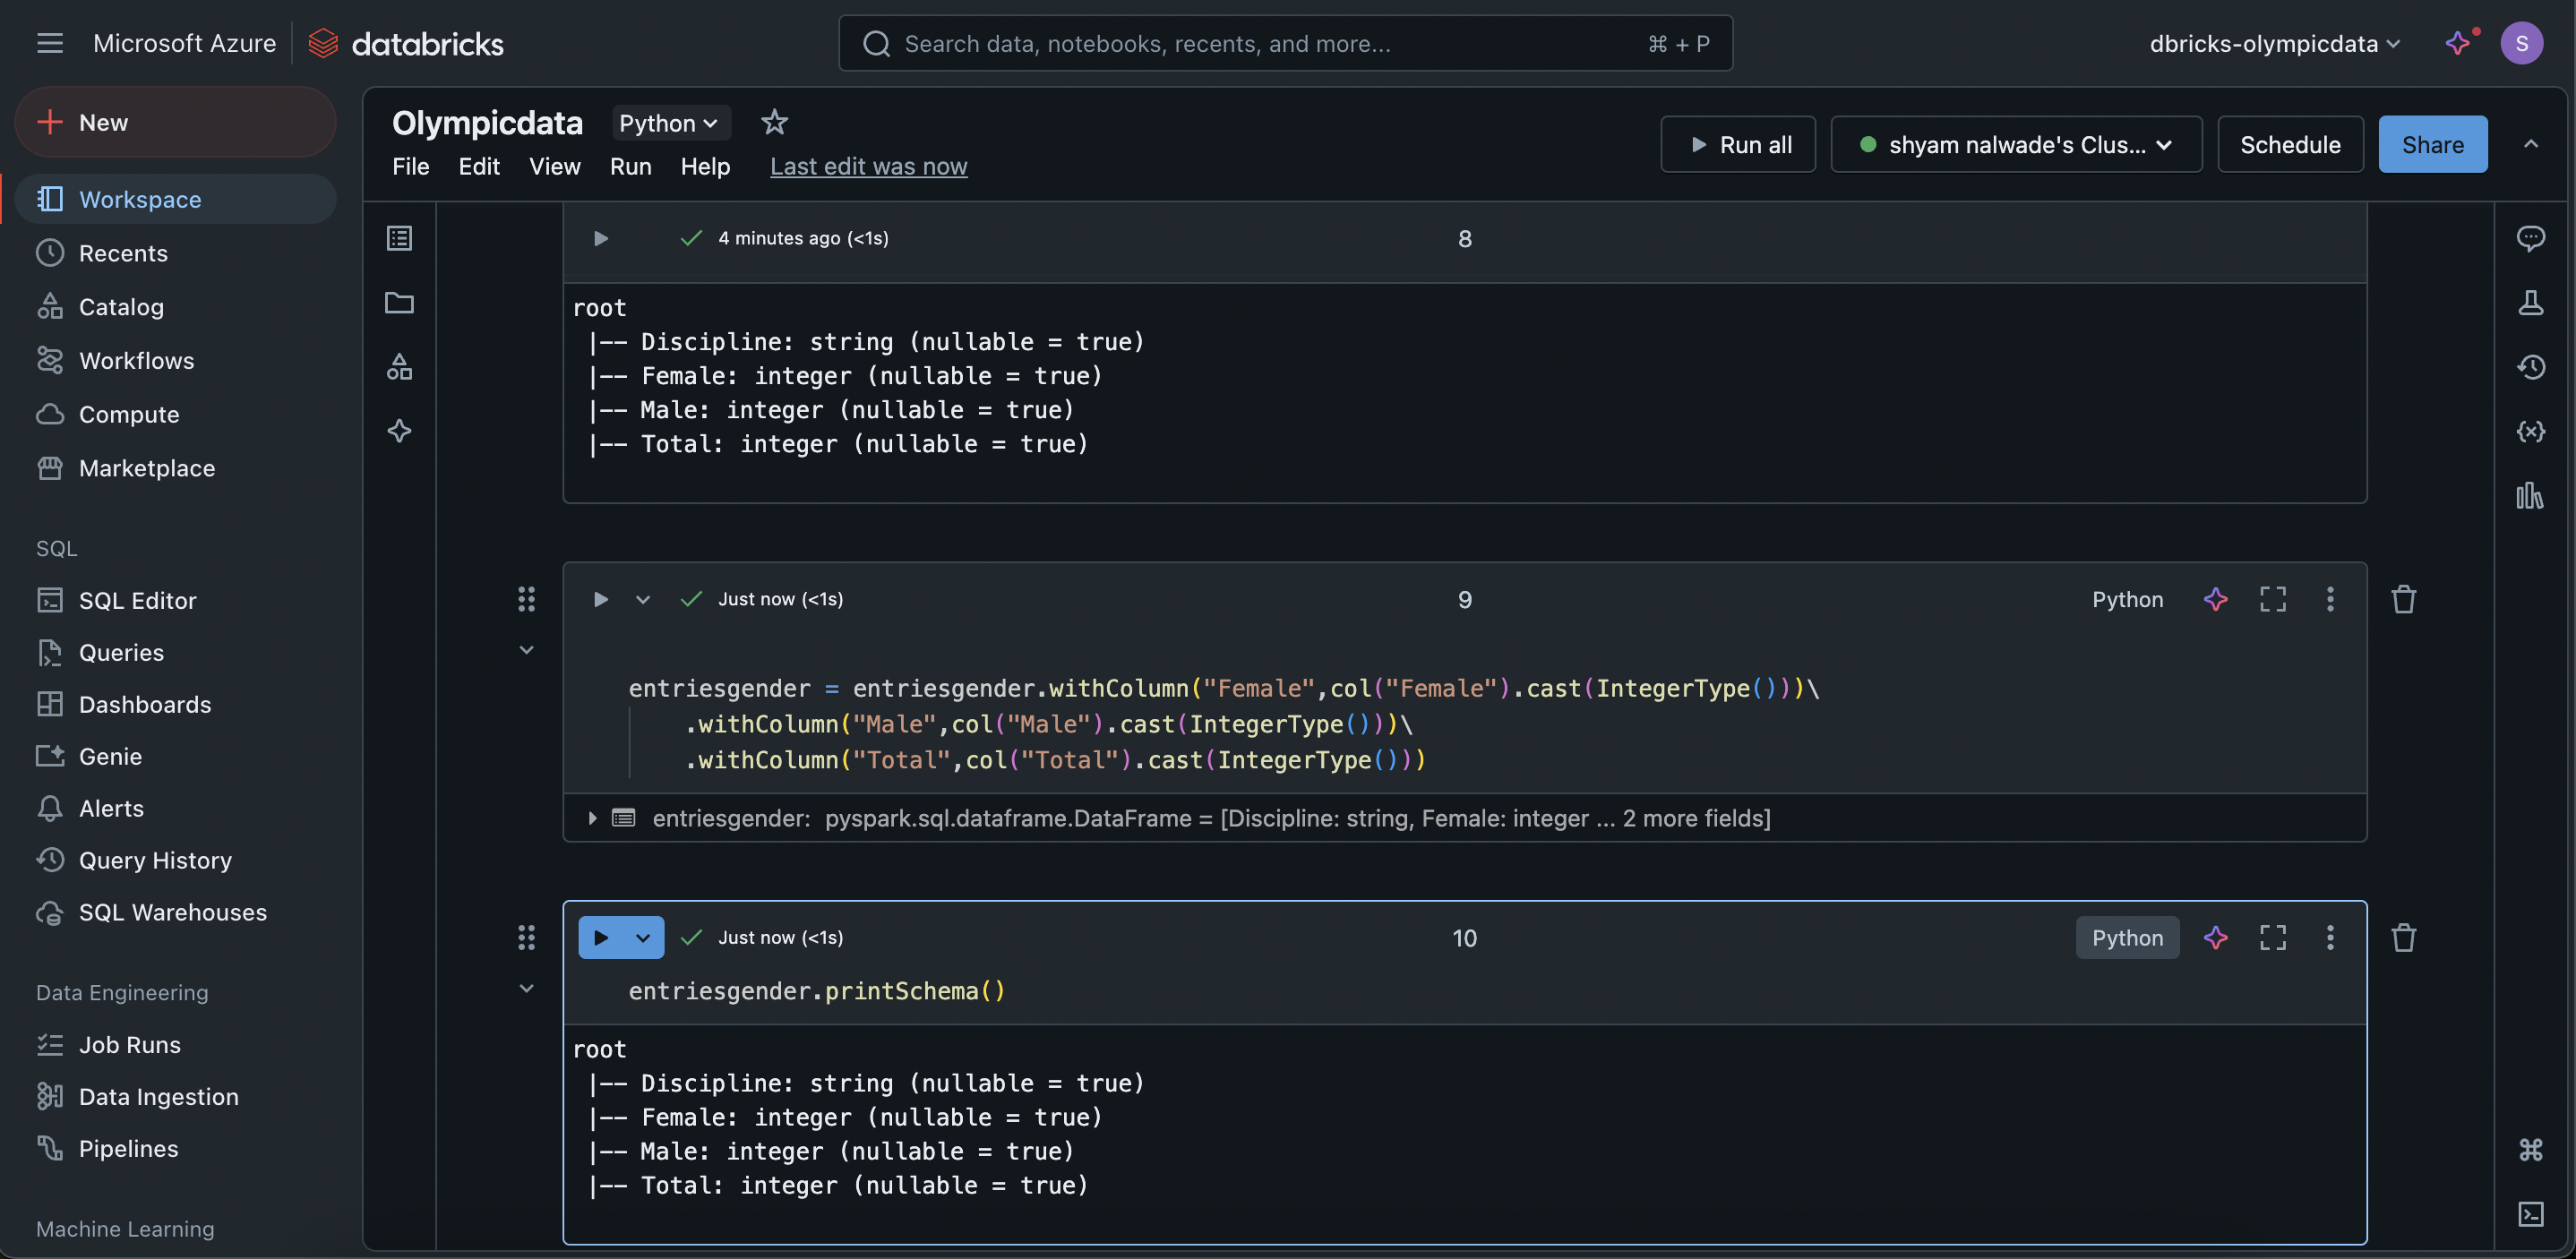 Microsoft Azure
databricks
Search data, notebooks, recents, and more...
⌘ + P
dbricks-olympicdata
S
New
Workspace
Recents
Catalog
Workflows
Compute
Marketplace
SQL
SQL Editor
Queries
Dashboards
Genie
Alerts
Query History
SQL Warehouses
Data Engineering
Job Runs
Data Ingestion
Pipelines
Machine Learning
Olympicdata
Python
File Edit View Run Help Last edit was now
Run all
shyam nalwade's Clus...
Schedule
Share
4 minutes ago (<1s)
8
root
 |-- Discipline: string (nullable = true)
 |-- Female: integer (nullable = true)
 |-- Male: integer (nullable = true)
 |-- Total: integer (nullable = true)
Just now (<1s)
9
Python
entriesgender = entriesgender.withColumn("Female",col("Female").cast(IntegerType()))\
    .withColumn("Male",col("Male").cast(IntegerType()))\
    .withColumn("Total",col("Total").cast(IntegerType()))
entriesgender: pyspark.sql.dataframe.DataFrame = [Discipline: string, Female: integer ... 2 more fields]
Just now (<1s)
10
Python
entriesgender.printSchema()
root
 |-- Discipline: string (nullable = true)
 |-- Female: integer (nullable = true)
 |-- Male: integer (nullable = true)
 |-- Total: integer (nullable = true)